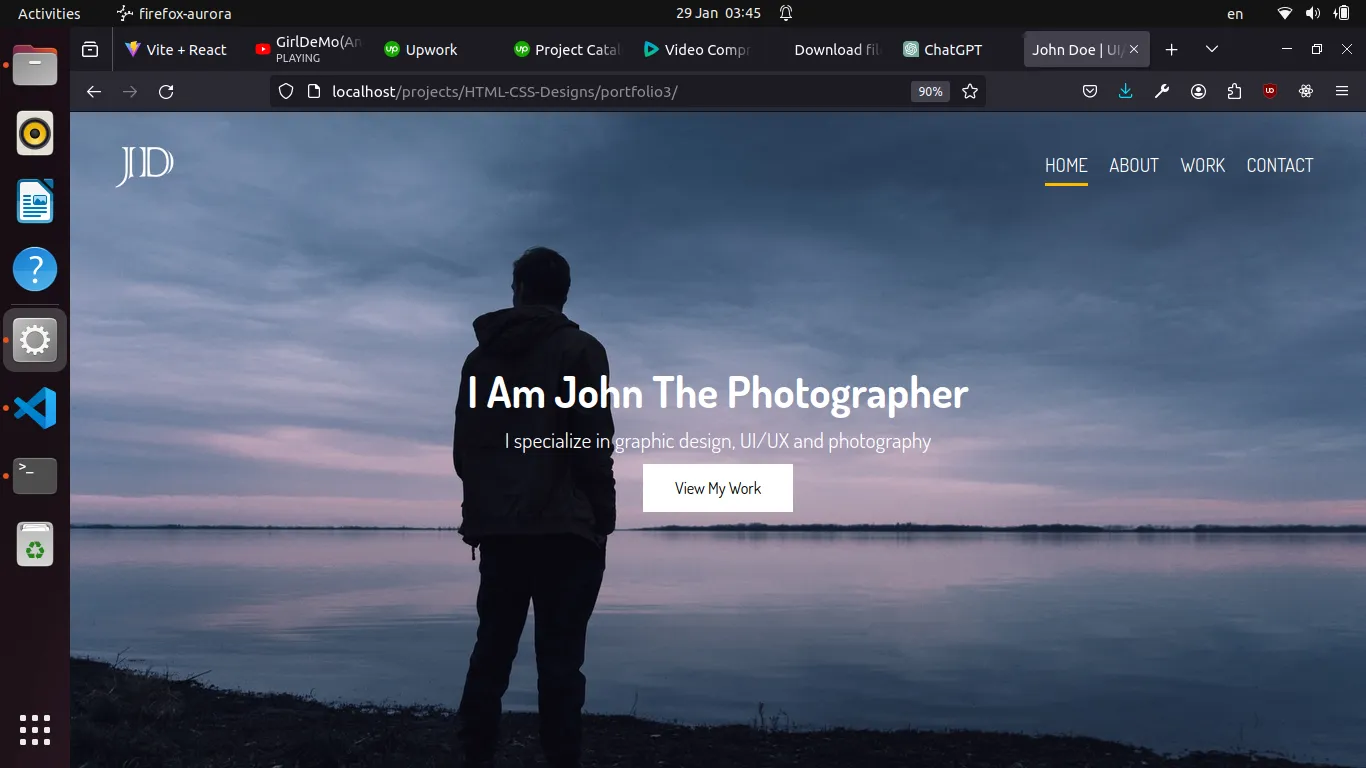 Activities
firefox-aurora
29 Jan 03:45
en
Vite + React
GirlDeMo(An
PLAYING
Upwork
Project Catal
Video Compr
Download file
ChatGPT
John Doe | UI/
localhost/projects/HTML-CSS-Designs/portfolio3/
90%
JD
HOME
ABOUT
WORK
CONTACT
>_
I Am John The Photographer
I specialize in graphic design, UI/UX and photography
View My Work